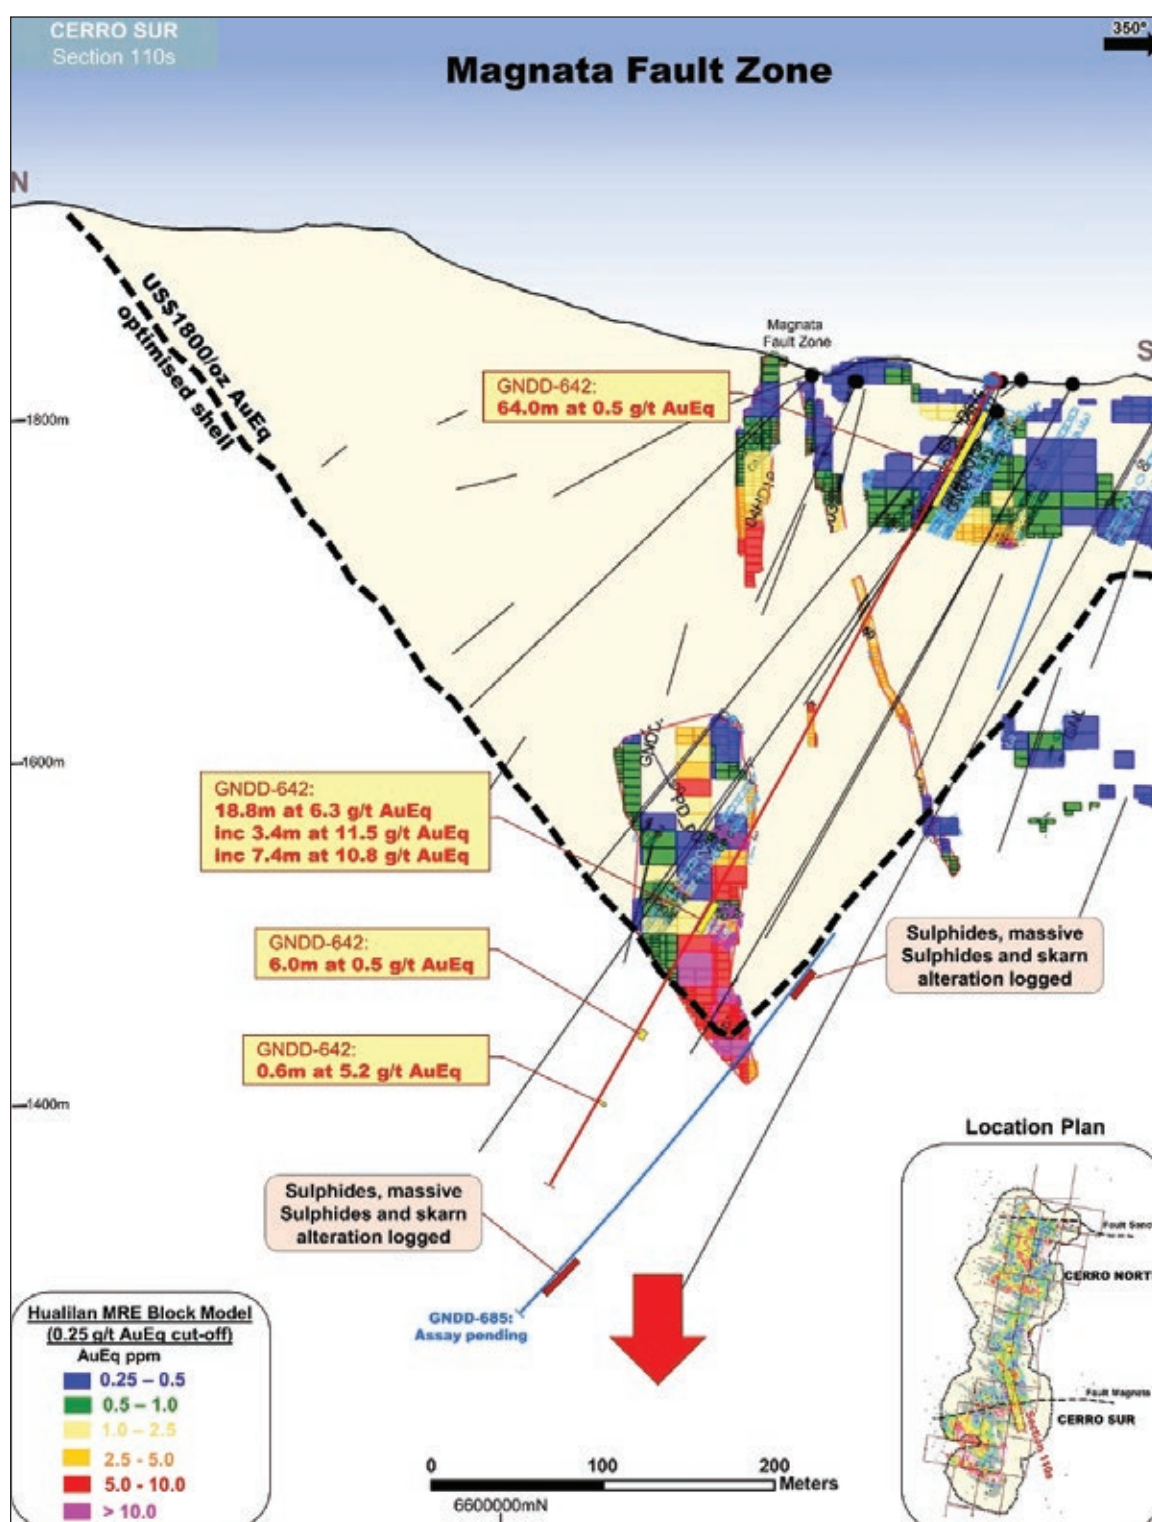 CERRO SUR
Section 110s
350°
Magnata Fault Zone
N
S
US$1800/oz AuEq
optimised shell
Magnata
Fault Zone
GNDD-642:
64.0m at 0.5 g/t AuEq
1800m
1600m
GNDD-642:
18.8m at 6.3 g/t AuEq
inc 3.4m at 11.5 g/t AuEq
inc 7.4m at 10.8 g/t AuEq
GNDD-642:
6.0m at 0.5 g/t AuEq
Sulphides, massive
Sulphides and skarn
alteration logged
GNDD-642:
0.6m at 5.2 g/t AuEq
1400m
Sulphides, massive
Sulphides and skarn
alteration logged
GNDD-685:
Assay pending
Location Plan
CERRO NORT
Fault Magnata
CERRO SUR
Section 110s
Hualilan MRE Block Model
(0.25 g/t AuEq cut-off)
AuEq ppm
0.25 – 0.5
0.5 – 1.0
1.0 – 2.5
2.5 - 5.0
5.0 - 10.0
> 10.0
0 100 200
Meters
6600000mN